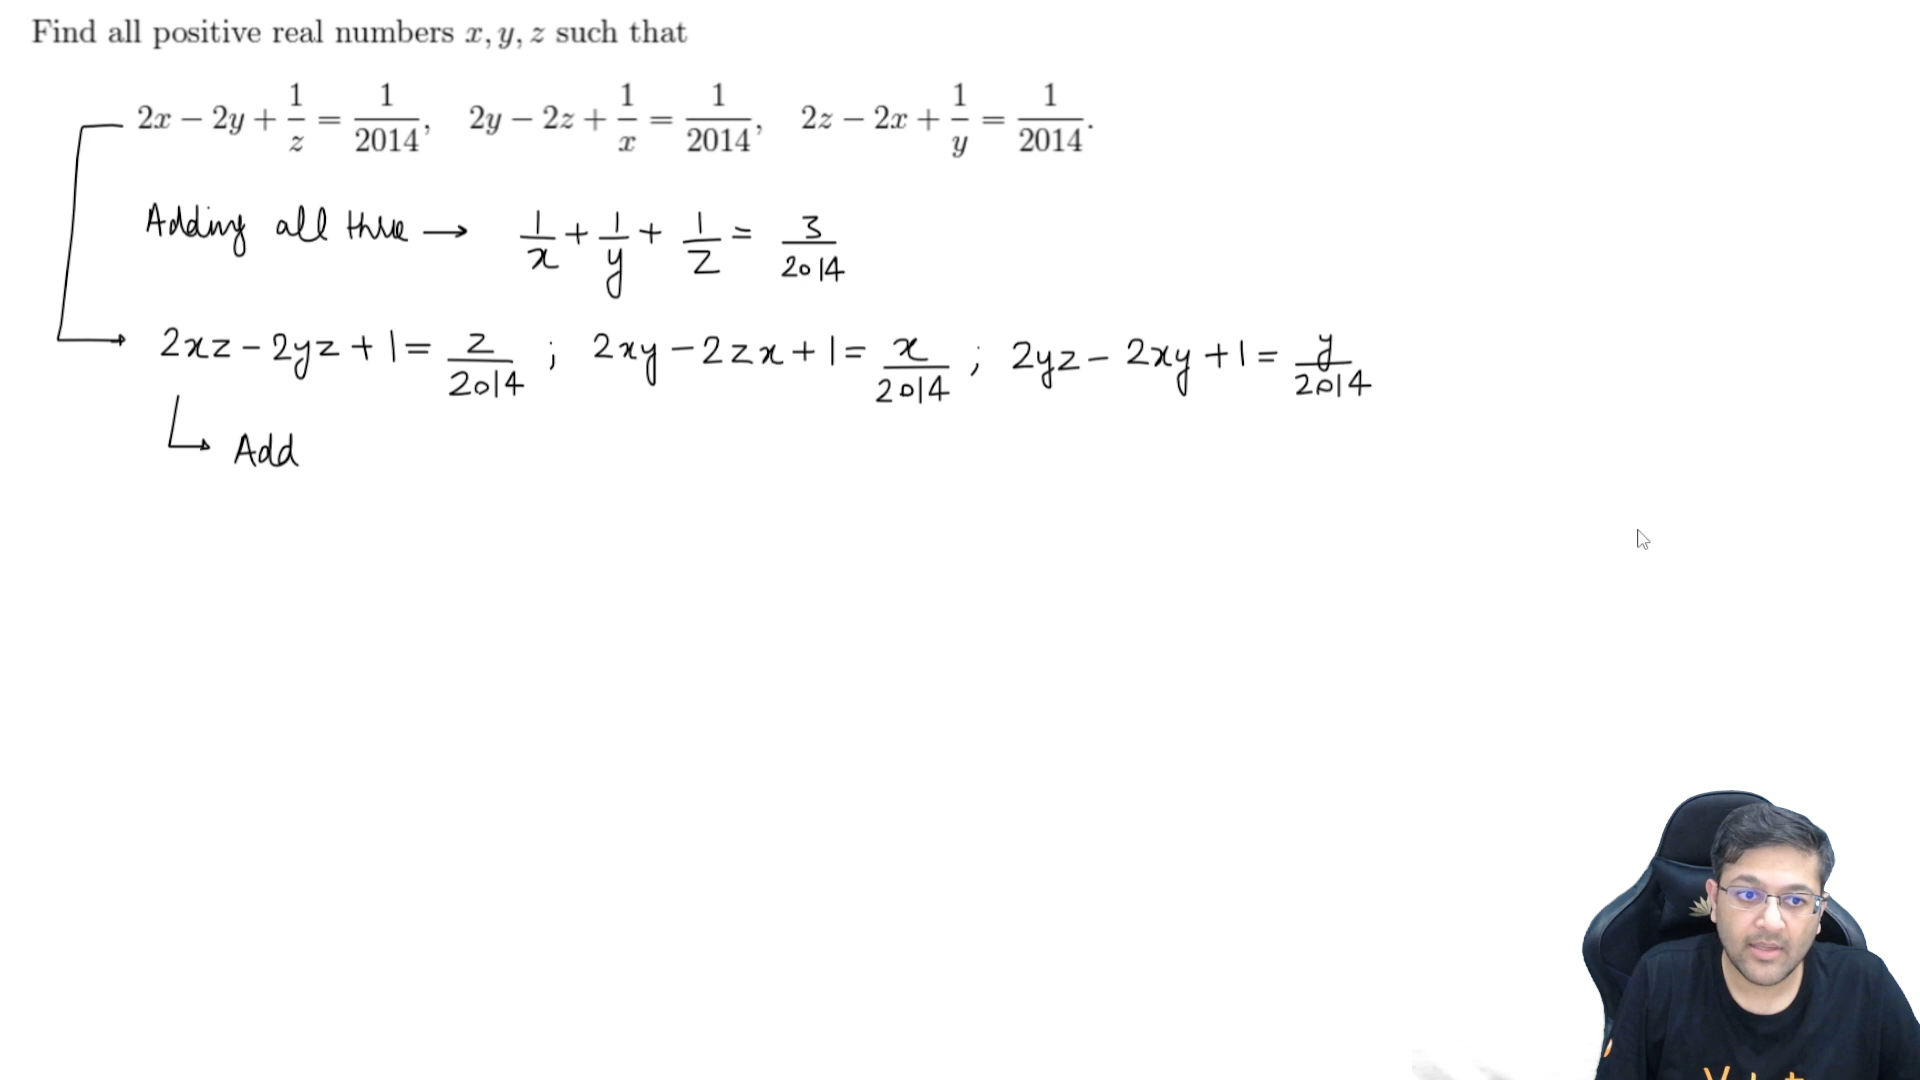 Find all positive real numbers x, y, z such that
2x − 2y + 1/z = 1/2014, 2y − 2z + 1/x = 1/2014, 2z − 2x + 1/y = 1/2014.
Adding all three → 1/x + 1/y + 1/z = 3/2014
2xz − 2yz + 1 = z/2014 ; 2xy − 2zx + 1 = x/2014 ; 2yz − 2xy + 1 = y/2014
Add